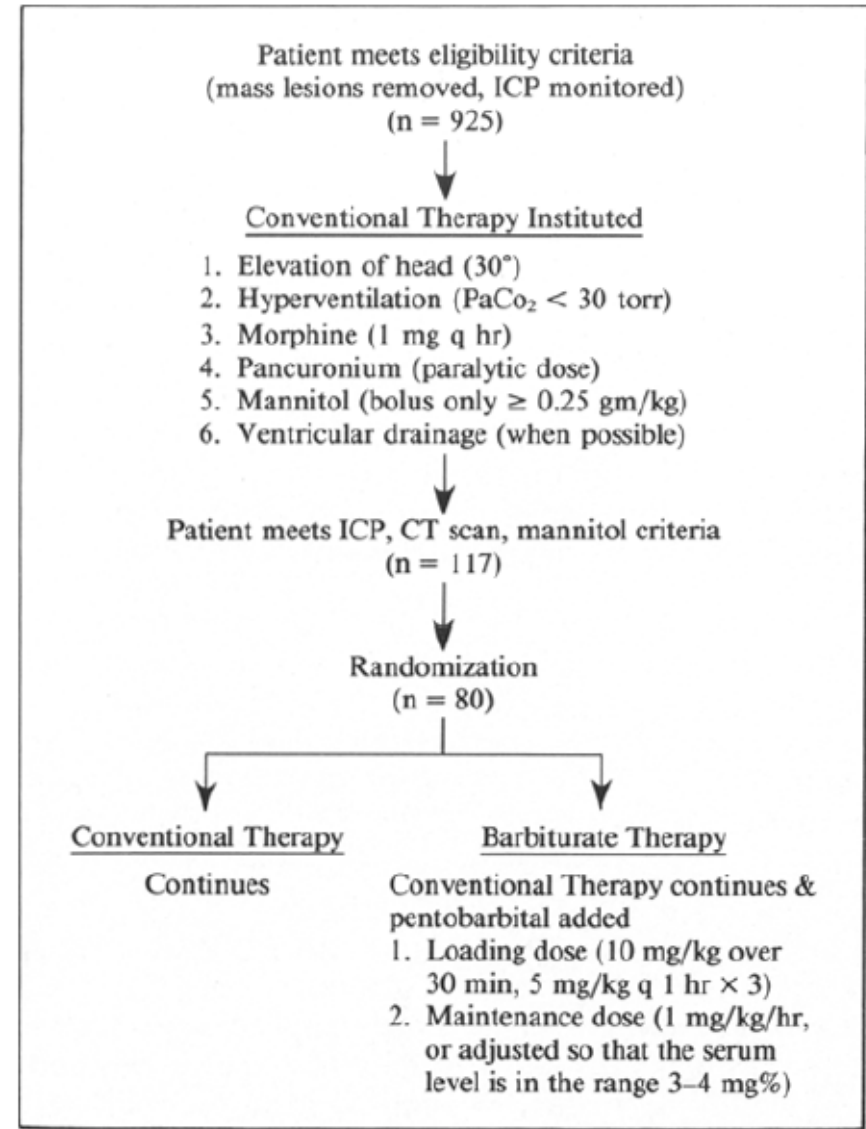 Patient meets eligibility criteria
(mass lesions removed, ICP monitored)
(n = 925)
Conventional Therapy Instituted
1. Elevation of head (30°)
2. Hyperventilation (PaCo₂ < 30 torr)
3. Morphine (1 mg q hr)
4. Pancuronium (paralytic dose)
5. Mannitol (bolus only ≥ 0.25 gm/kg)
6. Ventricular drainage (when possible)
Patient meets ICP, CT scan, mannitol criteria
(n = 117)
Randomization
(n = 80)
Conventional Therapy
Continues
Barbiturate Therapy
Conventional Therapy continues &
pentobarbital added
1. Loading dose (10 mg/kg over
30 min, 5 mg/kg q 1 hr × 3)
2. Maintenance dose (1 mg/kg/hr,
or adjusted so that the serum
level is in the range 3–4 mg%)